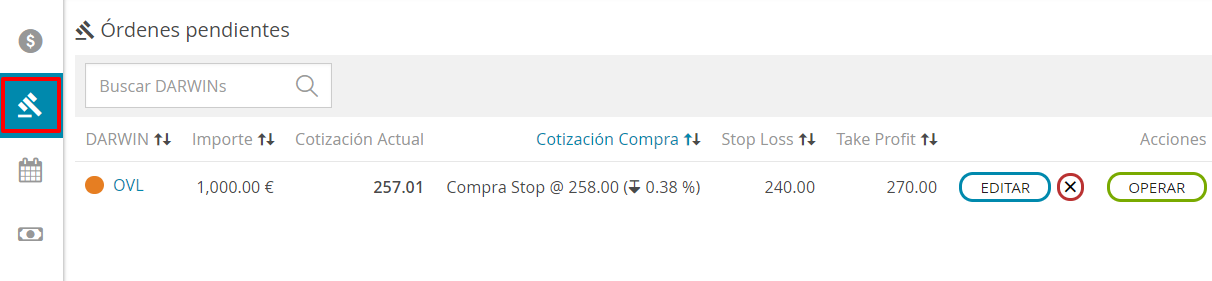 Órdenes pendientes
Buscar DARWINs
DARWIN Importe Cotización Actual Cotización Compra Stop Loss Take Profit Acciones
OVL 1,000.00 € 257.01 Compra Stop @ 258.00 (↧ 0.38 %) 240.00 270.00 EDITAR OPERAR